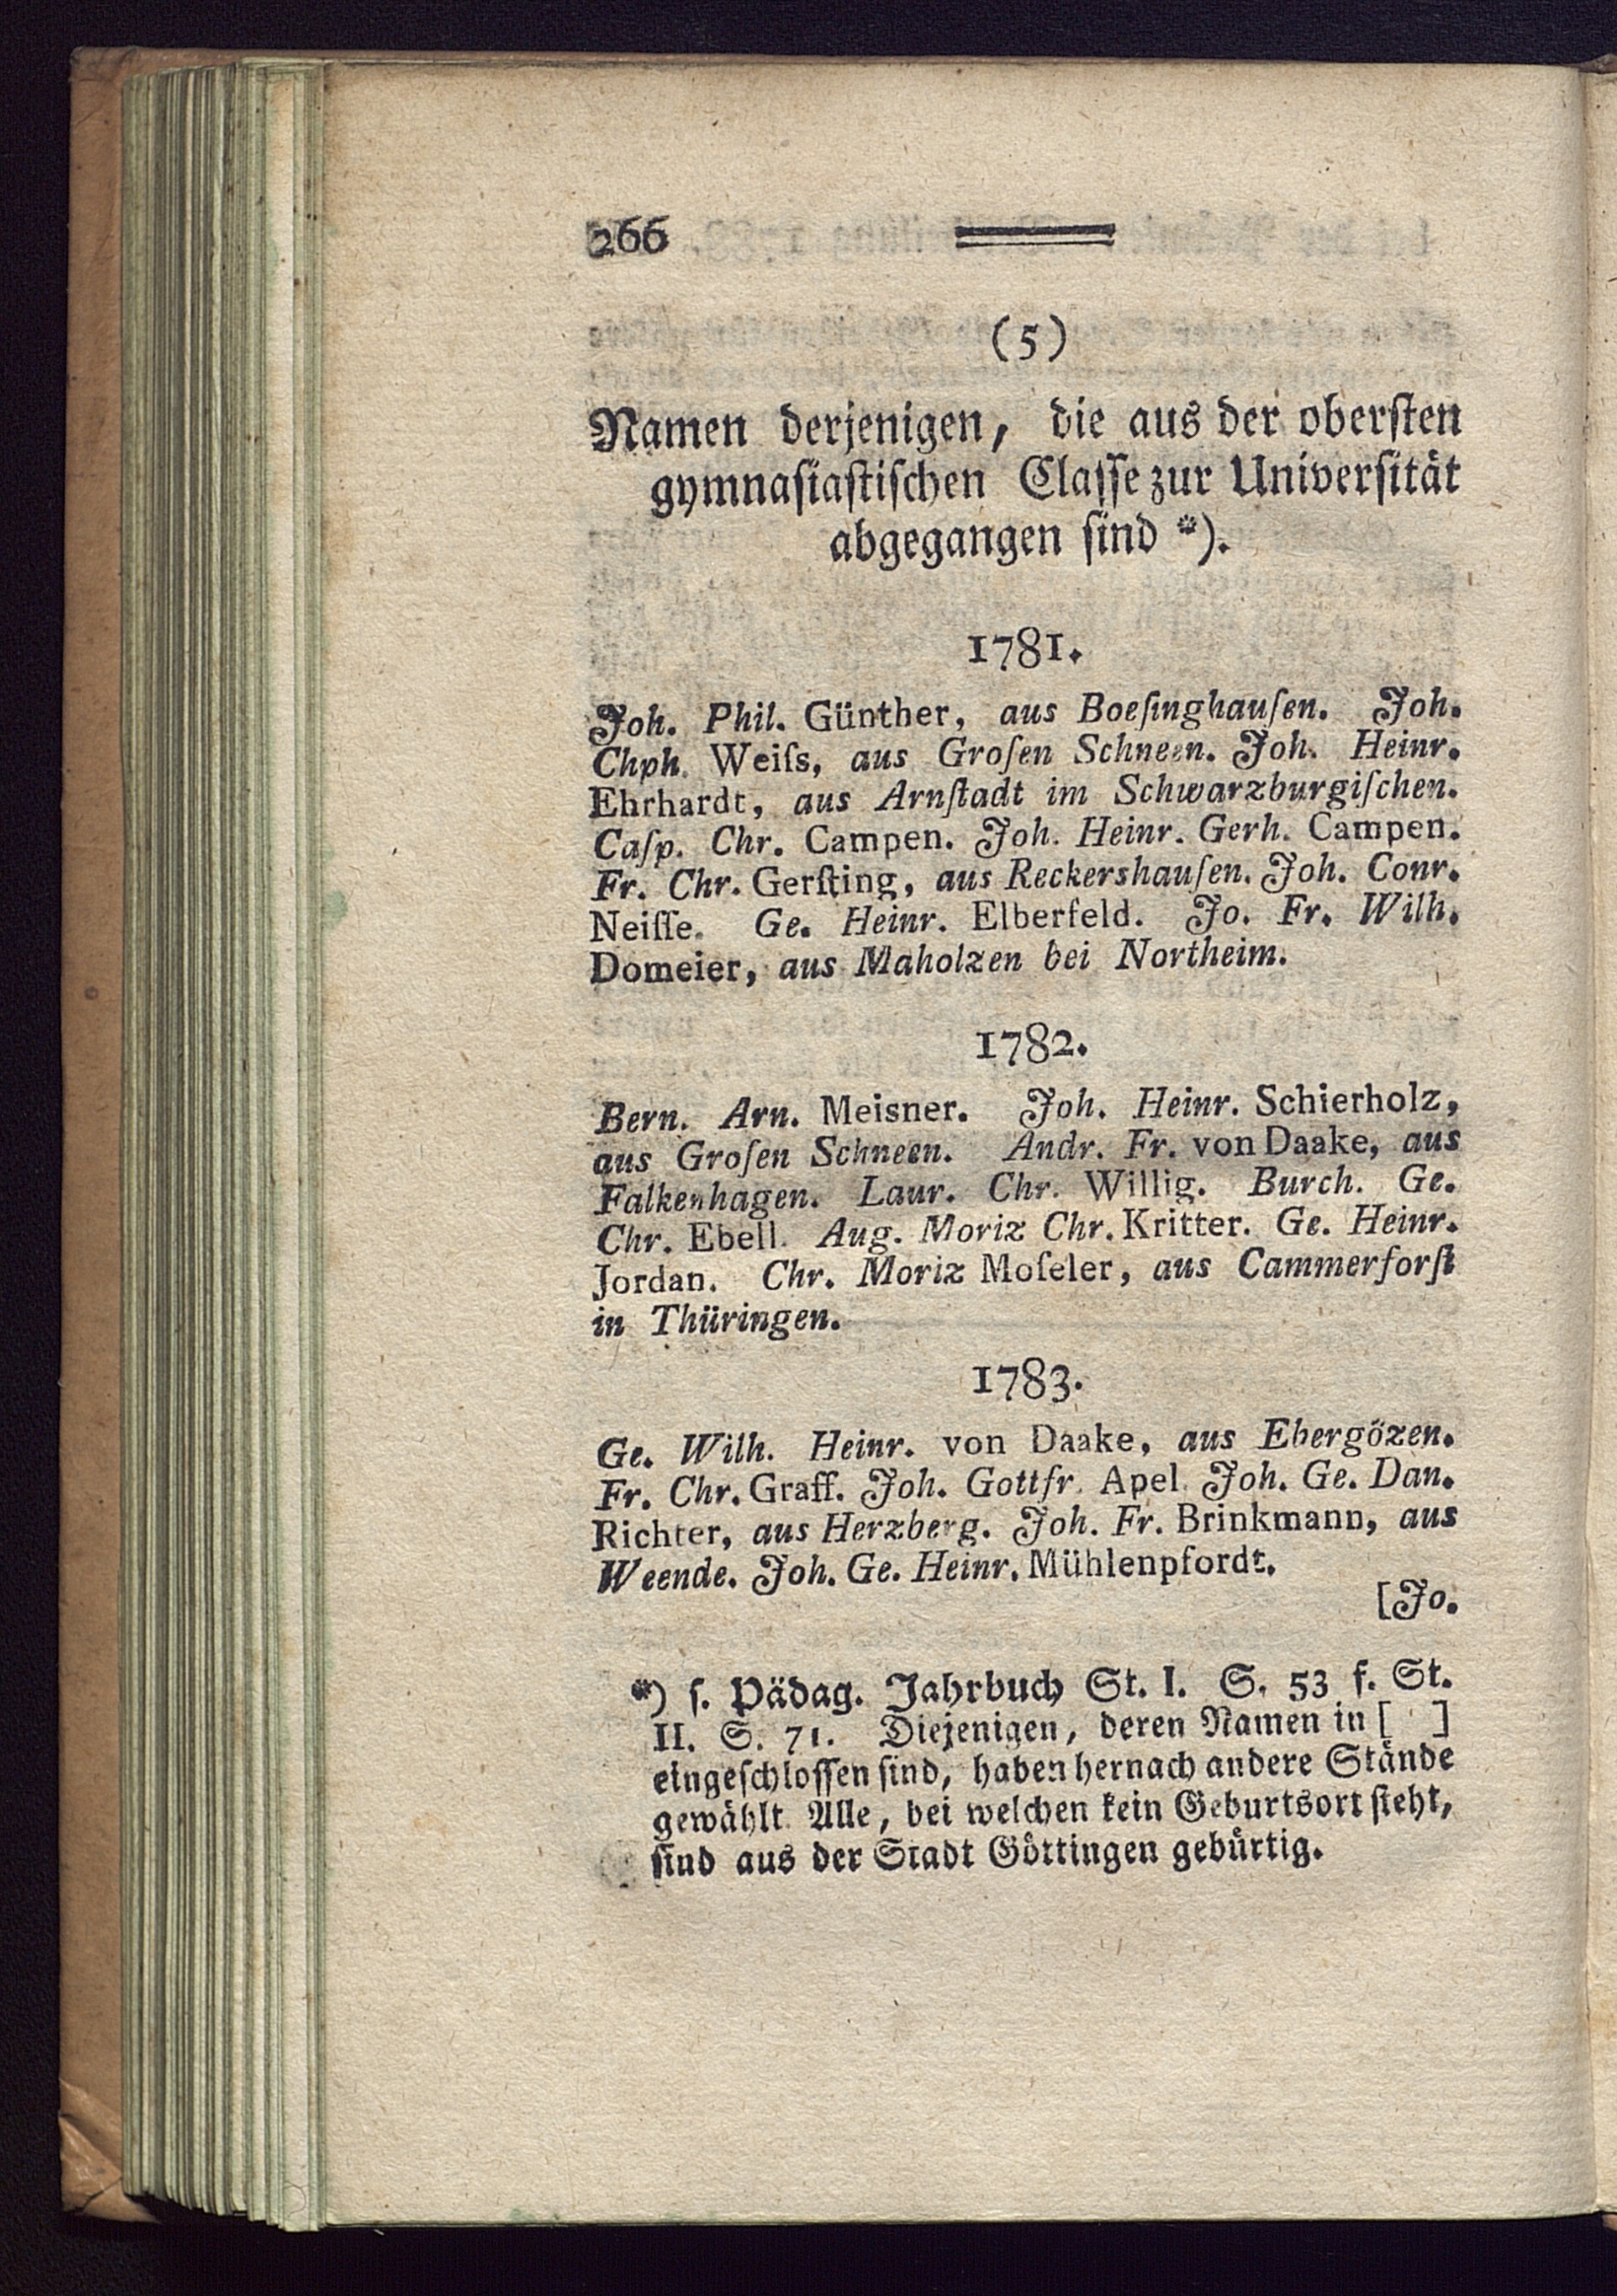 266
(5)
Namen derjenigen, die aus der oberſten
gymnaſiaſtiſchen Claſſe zur Univerſität
abgegangen ſind *).
1781.
Joh. Phil. Günther, aus Boeſinghauſen. Joh.
Chph. Weiſs, aus Groſen Schneen. Joh. Heinr.
Ehrhardt, aus Arnſtadt im Schwarzburgiſchen.
Caſp. Chr. Campen. Joh. Heinr. Gerh. Campen.
Fr. Chr. Gerſting, aus Reckershauſen. Joh. Conr.
Neiſſe. Ge. Heinr. Elberfeld. Jo. Fr. Wilh.
Domeier, aus Maholzen bei Northeim.
1782.
Bern. Arn. Meisner. Joh. Heinr. Schierholz,
aus Groſen Schneen. Andr. Fr. von Daake, aus
Falkenhagen. Laur. Chr. Willig. Burch. Ge.
Chr. Ebell. Aug. Moriz Chr. Kritter. Ge. Heinr.
Jordan. Chr. Moriz Moſeler, aus Cammerforſt
in Thüringen.
1783.
Ge. Wilh. Heinr. von Daake, aus Ebergözen.
Fr. Chr. Graff. Joh. Gottfr. Apel. Joh. Ge. Dan.
Richter, aus Herzberg. Joh. Fr. Brinkmann, aus
Weende. Joh. Ge. Heinr. Mühlenpfordt.
[Jo.
*) ſ. Pädag. Jahrbuch St. I. S. 53 f. St.
II. S. 71. Diejenigen, deren Namen in [ ]
eingeſchloſſen ſind, haben hernach andere Stände
gewählt. Alle, bei welchen kein Geburtsort ſteht,
ſind aus der Stadt Göttingen gebürtig.